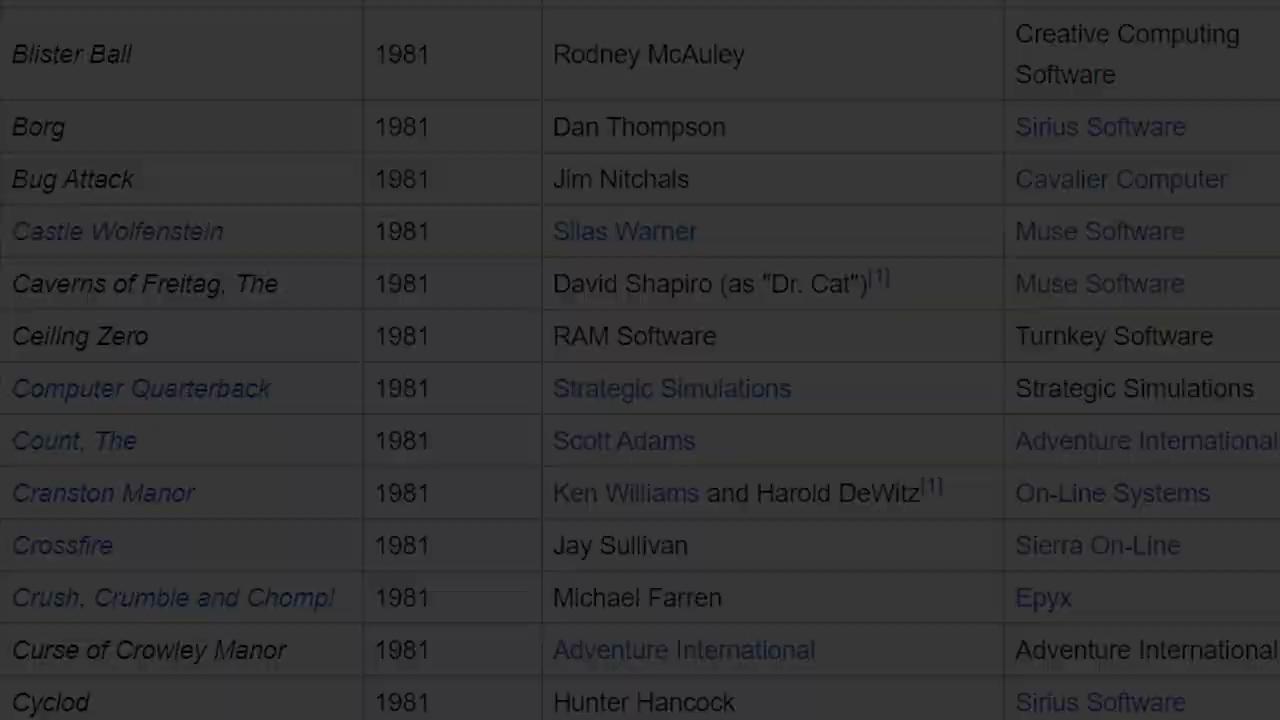 Blister Ball 1981 Rodney McAuley Creative Computing
Software
Borg 1981 Dan Thompson Sirius Software
Bug Attack 1981 Jim Nitchals Cavalier Computer
Castle Wolfenstein 1981 Silas Warner Muse Software
Caverns of Freitag, The 1981 David Shapiro (as "Dr. Cat")[1] Muse Software
Ceiling Zero 1981 RAM Software Turnkey Software
Computer Quarterback 1981 Strategic Simulations Strategic Simulations
Count, The 1981 Scott Adams Adventure International
Cranston Manor 1981 Ken Williams and Harold DeWitz[1] On-Line Systems
Crossfire 1981 Jay Sullivan Sierra On-Line
Crush, Crumble and Chomp! 1981 Michael Farren Epyx
Curse of Crowley Manor 1981 Adventure International Adventure International
Cyclod 1981 Hunter Hancock Sirius Software